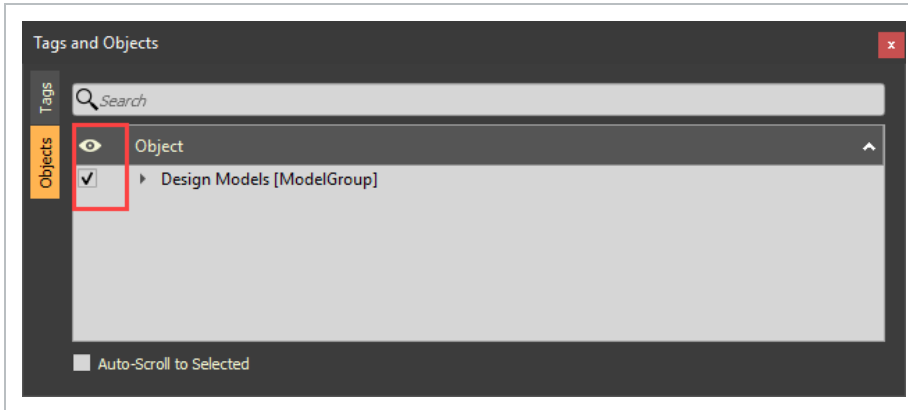 Tags and Objects
x
Tags
Search
Objects
Object
Design Models [ModelGroup]
Auto-Scroll to Selected